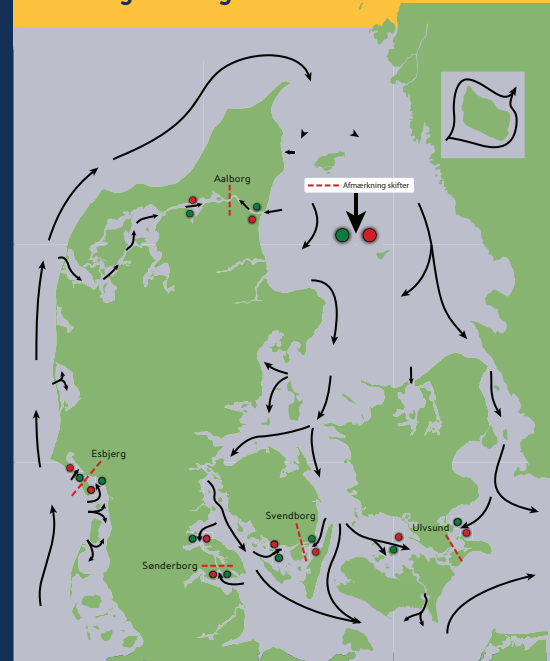 Aalborg
Afmærkning skifter
Esbjerg
Svendborg
Ulvsund
Sønderborg